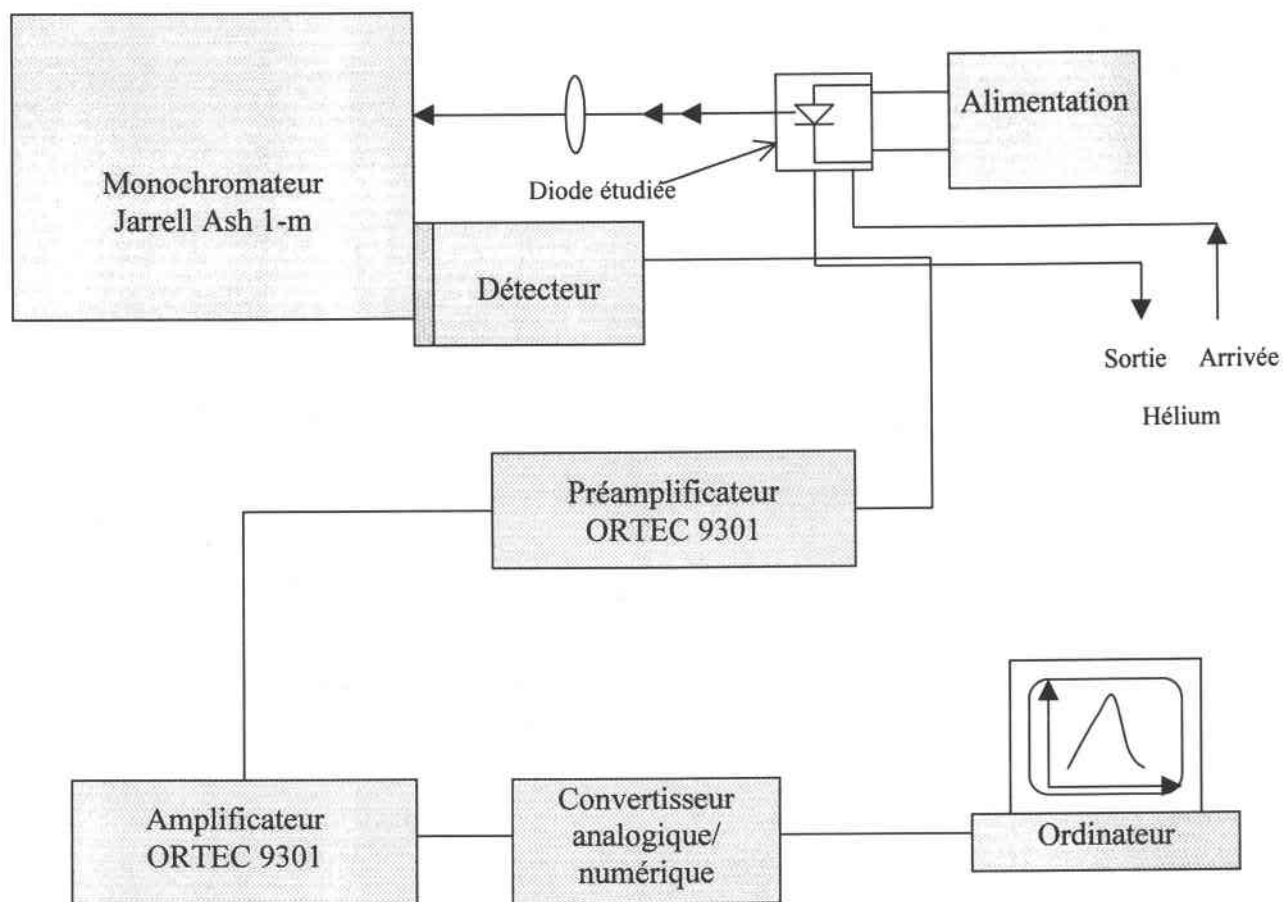 Alimentation
Diode étudiée
Monochromateur
Jarrell Ash 1-m
Détecteur
Sortie Arrivée
Hélium
Préamplificateur
ORTEC 9301
Amplificateur
ORTEC 9301
Convertisseur
analogique/
numérique
Ordinateur